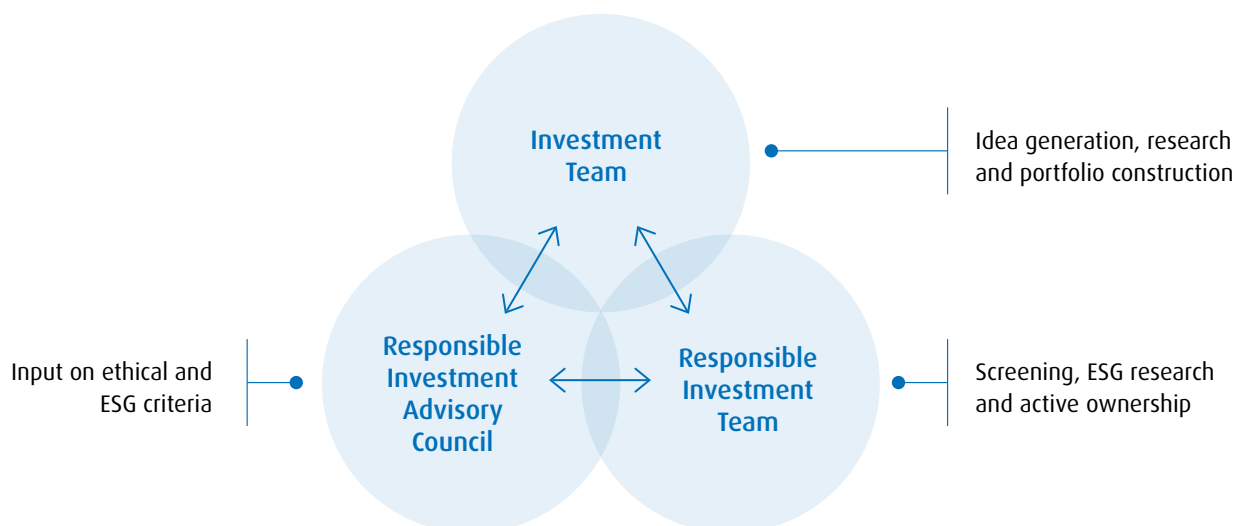 Investment
Team
Idea generation, research
and portfolio construction
Input on ethical and
ESG criteria
Responsible
Investment
Advisory
Council
Responsible
Investment
Team
Screening, ESG research
and active ownership